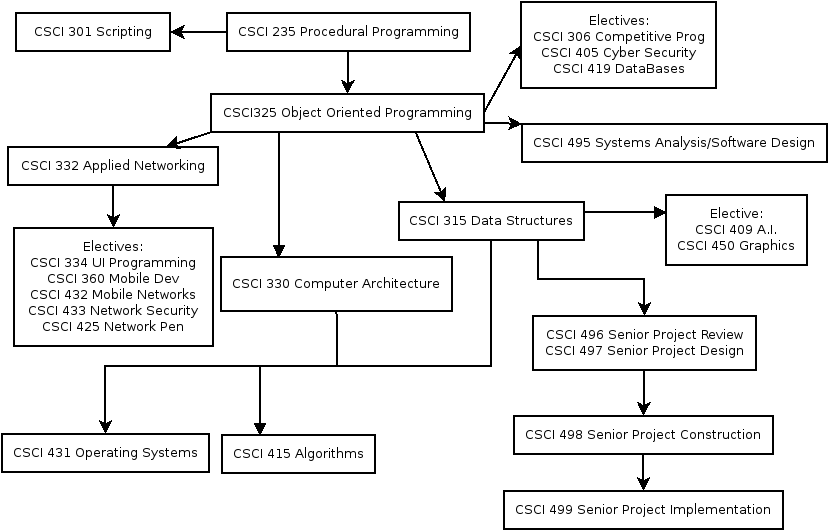 CSCI 301 Scripting
CSCI 235 Procedural Programming
Electives:
CSCI 306 Competitive Prog
CSCI 405 Cyber Security
CSCI 419 DataBases
CSCI325 Object Oriented Programming
CSCI 495 Systems Analysis/Software Design
CSCI 332 Applied Networking
CSCI 315 Data Structures
Elective:
CSCI 409 A.I.
CSCI 450 Graphics
Electives:
CSCI 334 UI Programming
CSCI 360 Mobile Dev
CSCI 432 Mobile Networks
CSCI 433 Network Security
CSCI 425 Network Pen
CSCI 330 Computer Architecture
CSCI 496 Senior Project Review
CSCI 497 Senior Project Design
CSCI 431 Operating Systems
CSCI 415 Algorithms
CSCI 498 Senior Project Construction
CSCI 499 Senior Project Implementation